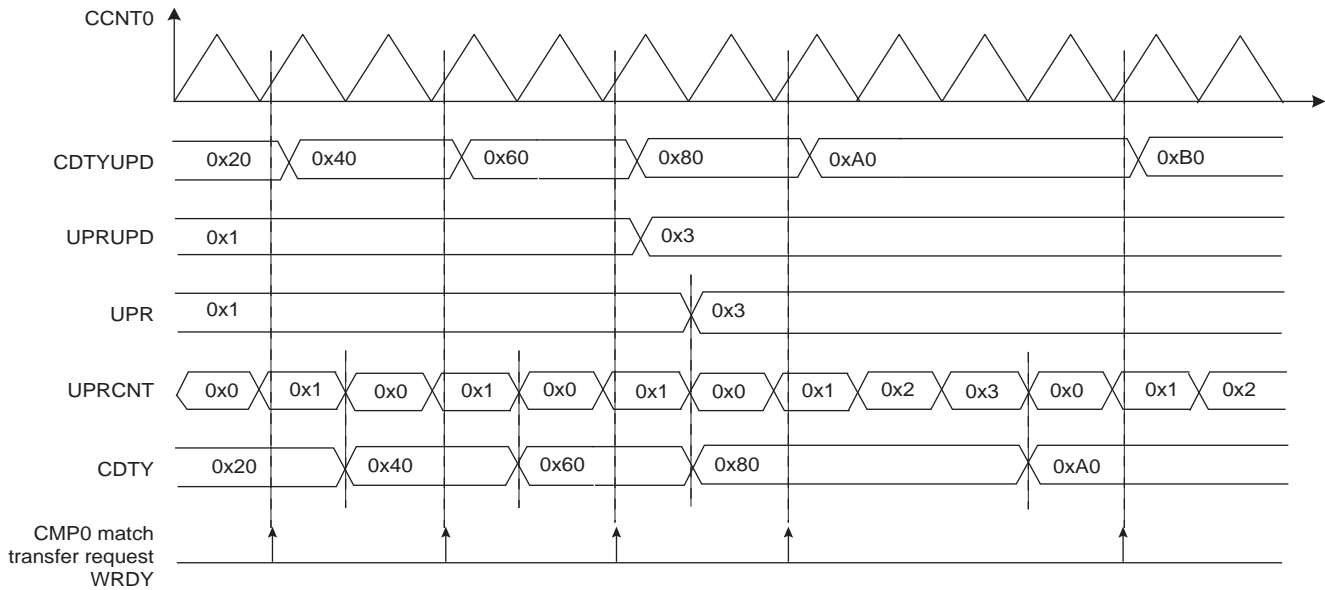 CCNT0
CDTYUPD 0x20 0x40 0x60 0x80 0xA0 0xB0
UPRUPD 0x1 0x3
UPR 0x1 0x3
UPRCNT 0x0 0x1 0x0 0x1 0x0 0x1 0x0 0x1 0x2 0x3 0x0 0x1 0x2
CDTY 0x20 0x40 0x60 0x80 0xA0
CMP0 match
transfer request
WRDY